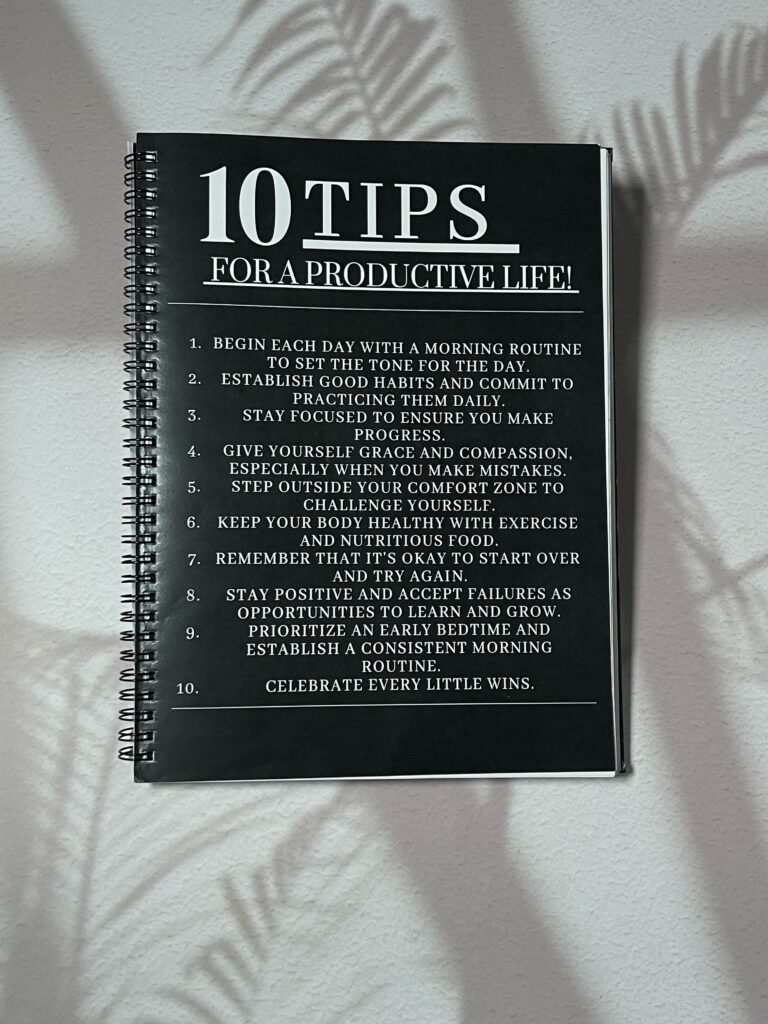 10 TIPS
FOR A PRODUCTIVE LIFE!
1. BEGIN EACH DAY WITH A MORNING ROUTINE
TO SET THE TONE FOR THE DAY.
2. ESTABLISH GOOD HABITS AND COMMIT TO
PRACTICING THEM DAILY.
3. STAY FOCUSED TO ENSURE YOU MAKE
PROGRESS.
4. GIVE YOURSELF GRACE AND COMPASSION,
ESPECIALLY WHEN YOU MAKE MISTAKES.
5. STEP OUTSIDE YOUR COMFORT ZONE TO
CHALLENGE YOURSELF.
6. KEEP YOUR BODY HEALTHY WITH EXERCISE
AND NUTRITIOUS FOOD.
7. REMEMBER THAT IT'S OKAY TO START OVER
AND TRY AGAIN.
8. STAY POSITIVE AND ACCEPT FAILURES AS
OPPORTUNITIES TO LEARN AND GROW.
9. PRIORITIZE AN EARLY BEDTIME AND
ESTABLISH A CONSISTENT MORNING
ROUTINE.
10. CELEBRATE EVERY LITTLE WINS.